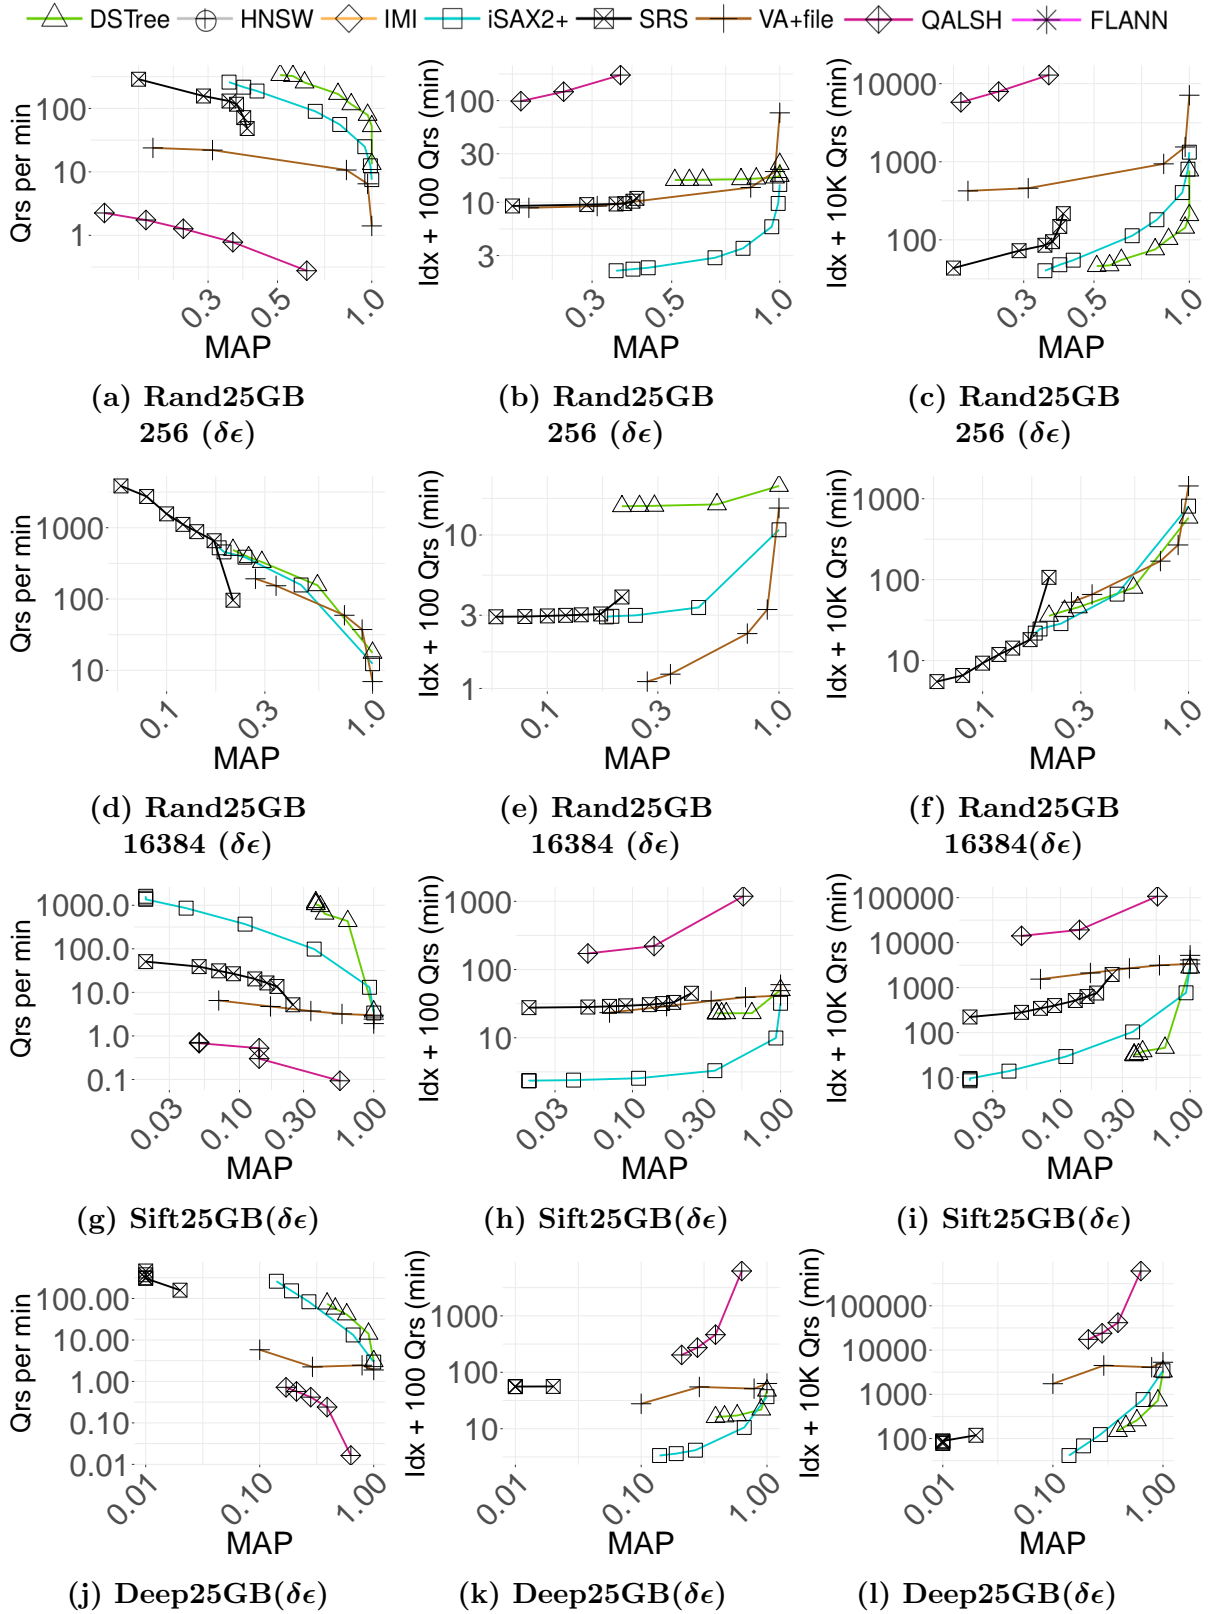 DSTree HNSW IMI iSAX2+ SRS VA+file QALSH FLANN
Qrs per min
100
10
1
0.3 0.5 1.0
MAP
(a) Rand25GB
256 (δϵ)
Idx + 100 Qrs (min)
100
30
10
3
0.3 0.5 1.0
MAP
(b) Rand25GB
256 (δϵ)
Idx + 10K Qrs (min)
10000
1000
100
0.3 0.5 1.0
MAP
(c) Rand25GB
256 (δϵ)
Qrs per min
1000
100
10
0.1 0.3 1.0
MAP
(d) Rand25GB
16384 (δϵ)
Idx + 100 Qrs (min)
10
3
1
0.1 0.3 1.0
MAP
(e) Rand25GB
16384 (δϵ)
Idx + 10K Qrs (min)
1000
100
10
0.1 0.3 1.0
MAP
(f) Rand25GB
16384(δϵ)
Qrs per min
1000.0
100.0
10.0
1.0
0.1
0.03 0.10 0.30 1.00
MAP
(g) Sift25GB(δϵ)
Idx + 100 Qrs (min)
1000
100
10
0.03 0.10 0.30 1.00
MAP
(h) Sift25GB(δϵ)
Idx + 10K Qrs (min)
100000
10000
1000
100
10
0.03 0.10 0.30 1.00
MAP
(i) Sift25GB(δϵ)
Qrs per min
100.00
10.00
1.00
0.10
0.01
0.01 0.10 1.00
MAP
(j) Deep25GB(δϵ)
Idx + 100 Qrs (min)
1000
100
10
0.01 0.10 1.00
MAP
(k) Deep25GB(δϵ)
Idx + 10K Qrs (min)
100000
10000
1000
100
0.01 0.10 1.00
MAP
(l) Deep25GB(δϵ)